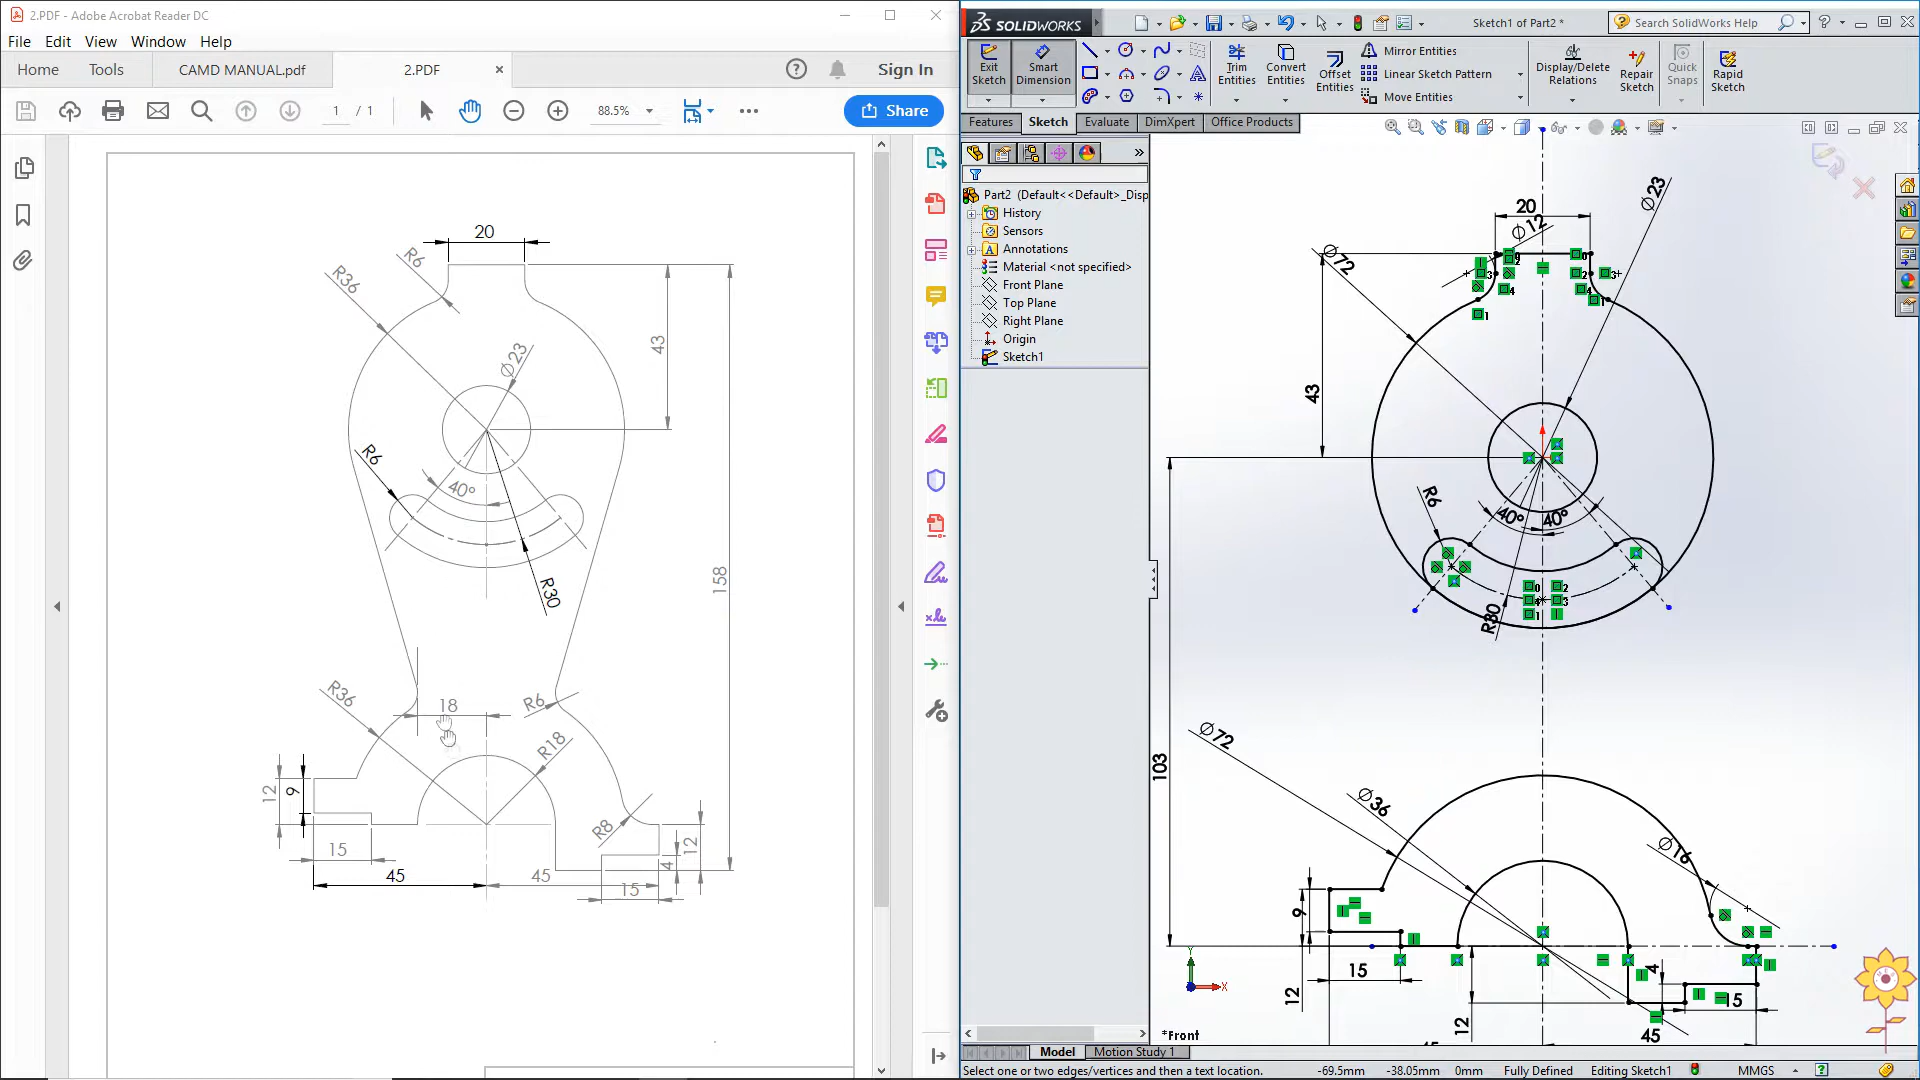 2.PDF - Adobe Acrobat Reader DC
File Edit View Window Help
Home Tools CAMD MANUAL.pdf 2.PDF × Sign In
1 / 1 88.5% Share
20
R6
R36
43
Ø23
R6
40°
R30
158
R36
18
R6
R18
12
9
R8
12
4
15
45
45
15
SOLIDWORKS
Sketch1 of Part2 *
Search SolidWorks Help
Exit Sketch
Smart Dimension
Trim Entities
Convert Entities
Offset Entities
Mirror Entities
Linear Sketch Pattern
Move Entities
Display/Delete Relations
Repair Sketch
Quick Snaps
Rapid Sketch
Features Sketch Evaluate DimXpert Office Products
Part2 (Default<<Default>_Disp
History
Sensors
Annotations
Material <not specified>
Front Plane
Top Plane
Right Plane
Origin
Sketch1
20
Ø12
Ø23
Ø72
43
R6
40°
40°
R30
103
Ø72
Ø36
Ø16
9
15
12
12
4
15
45
Y
X
*Front
Model Motion Study 1
Select one or two edges/vertices and then a text location. -69.5mm -38.05mm 0mm Fully Defined Editing Sketch1 MMGS